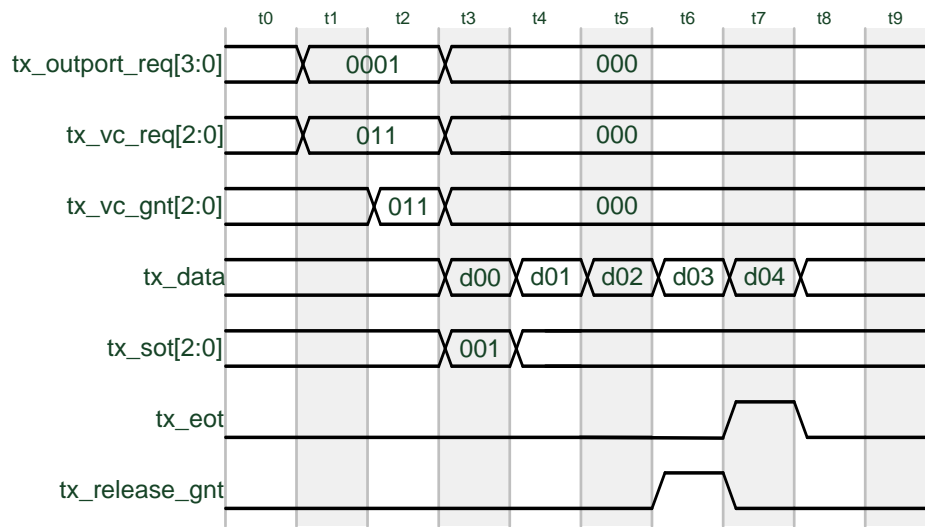 t0 t1 t2 t3 t4 t5 t6 t7 t8 t9
tx_outport_req[3:0] 0001 000
tx_vc_req[2:0] 011 000
tx_vc_gnt[2:0] 011 000
tx_data d00 d01 d02 d03 d04
tx_sot[2:0] 001
tx_eot
tx_release_gnt